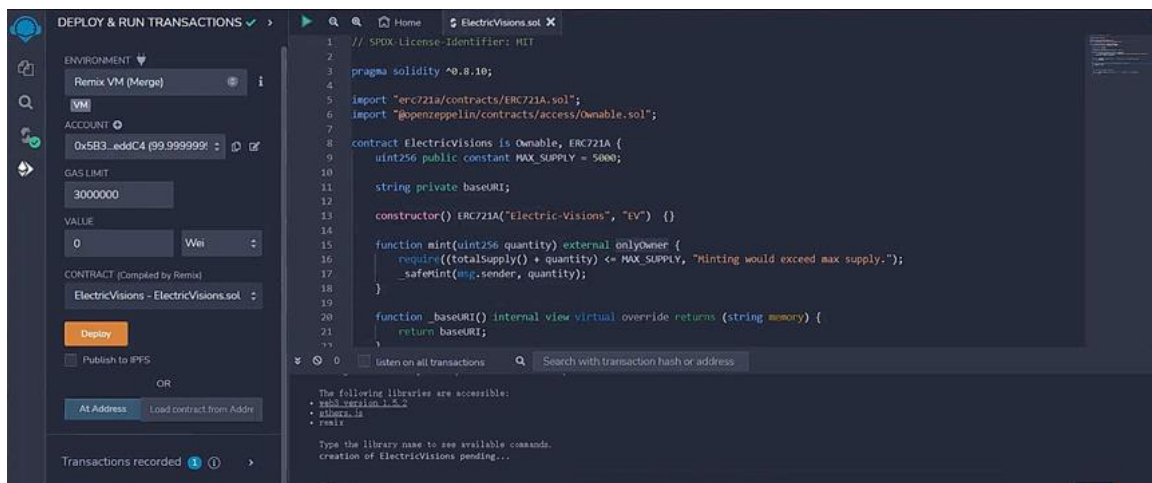 DEPLOY & RUN TRANSACTIONS
ENVIRONMENT
Remix VM (Merge)
VM
ACCOUNT
0x5B3...eddC4 (99.9999999!
GAS LIMIT
3000000
VALUE
0 Wei
CONTRACT (Compiled by Remix)
ElectricVisions - ElectricVisions.sol
Deploy
Publish to IPFS
OR
At Address Load contract from Addre
Transactions recorded 1 i
Home ElectricVisions.sol
1 // SPDX-License-Identifier: MIT
2
3 pragma solidity ^0.8.10;
4
5 import "erc721a/contracts/ERC721A.sol";
6 import "@openzeppelin/contracts/access/Ownable.sol";
7
8 contract ElectricVisions is Ownable, ERC721A {
9 uint256 public constant MAX_SUPPLY = 5000;
10
11 string private baseURI;
12
13 constructor() ERC721A("Electric-Visions", "EV") {}
14
15 function mint(uint256 quantity) external onlyOwner {
16 require((totalSupply() + quantity) <= MAX_SUPPLY, "Minting would exceed max supply.");
17 _safeMint(msg.sender, quantity);
18 }
19
20 function _baseURI() internal view virtual override returns (string memory) {
21 return baseURI;
22 }
0 listen on all transactions Search with transaction hash or address
The following libraries are accessible:
• web3 version 1.5.2
• ethers.js
• remix
Type the library name to see available commands.
creation of ElectricVisions pending...